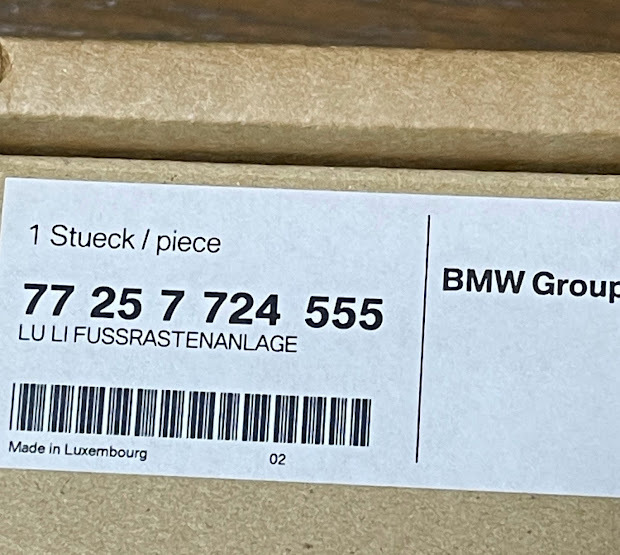 1 Stueck / piece
77 25 7 724 555
LU LI FUSSRASTENANLAGE
Made in Luxembourg
02
BMW Group